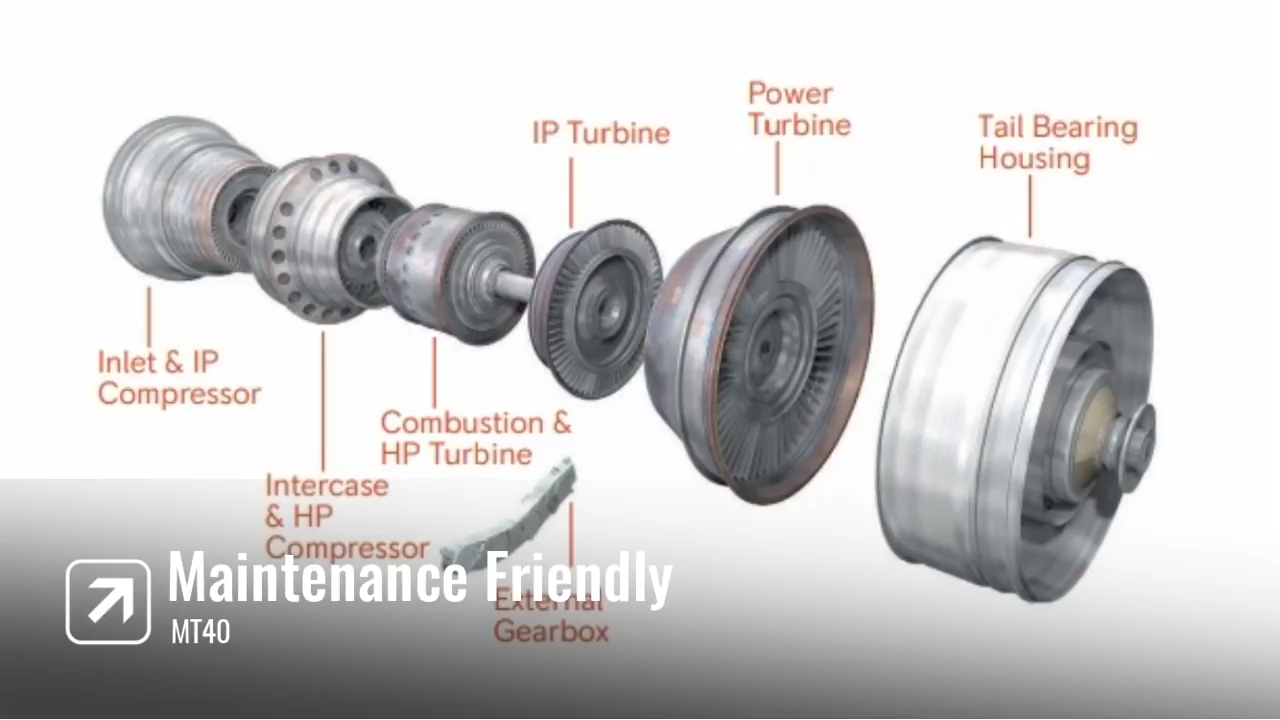 Power
Turbine
IP Turbine
Tail Bearing
Housing
Inlet & IP
Compressor
Combustion &
HP Turbine
Intercase
& HP
Compressor
External
Gearbox
Maintenance Friendly
MT40